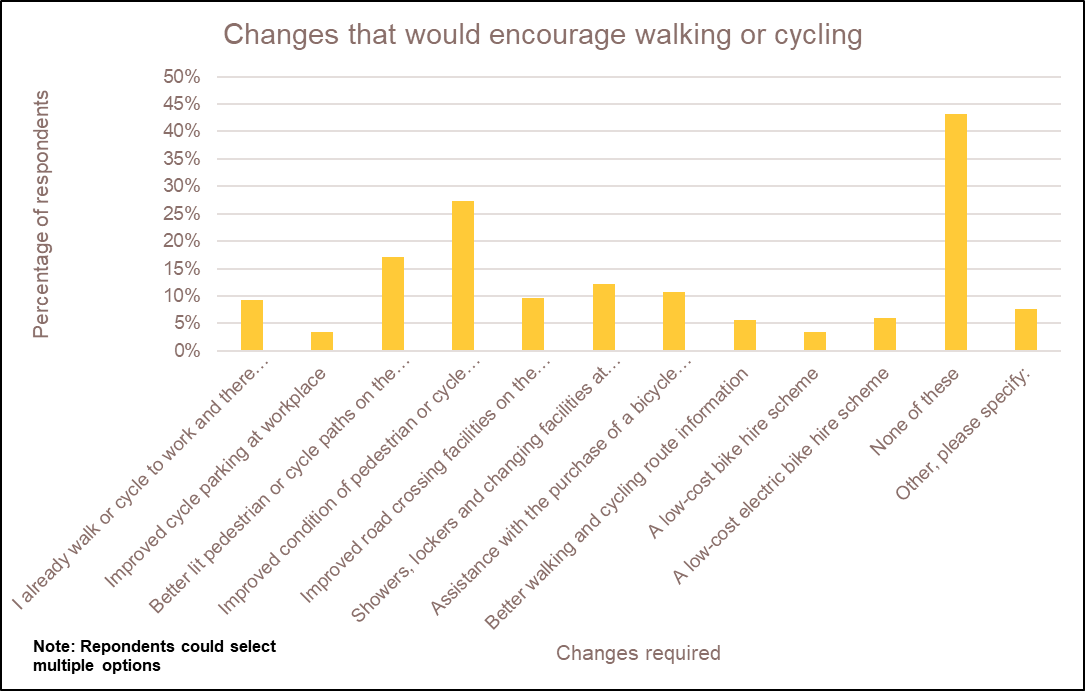 Changes that would encourage walking or cycling
Percentage of respondents
50%
45%
40%
35%
30%
25%
20%
15%
10%
5%
0%
I already walk or cycle to work and there…
Improved cycle parking at workplace
Better lit pedestrian or cycle paths on the…
Improved condition of pedestrian or cycle…
Improved road crossing facilities on the…
Showers, lockers and changing facilities at…
Assistance with the purchase of a bicycle…
Better walking and cycling route information
A low-cost bike hire scheme
A low-cost electric bike hire scheme
None of these
Other, please specify:
Changes required
Note: Repondents could select
multiple options